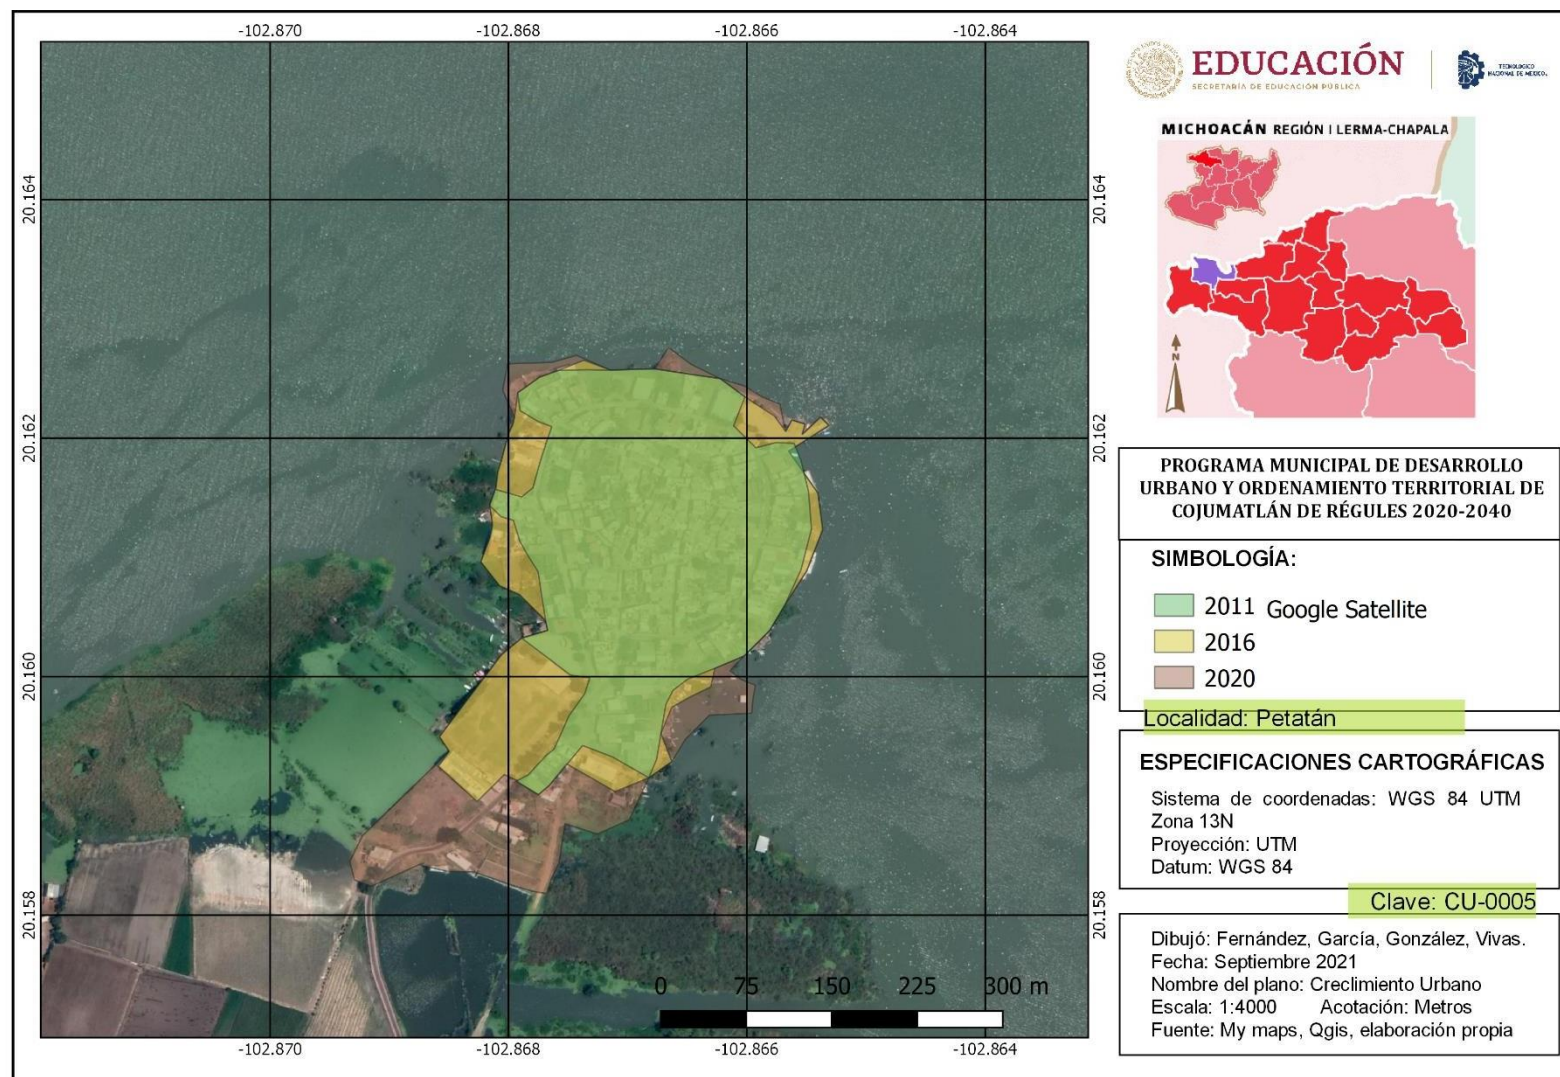 -102.870
-102.868
-102.866
-102.864
20.164
20.164
20.162
20.162
20.160
20.160
20.158
20.158
0 75 150 225 300 m
-102.870
-102.868
-102.866
-102.864
EDUCACIÓN
SECRETARÍA DE EDUCACIÓN PÚBLICA
TECNOLÓGICO
NACIONAL DE MÉXICO.
MICHOACÁN REGIÓN I LERMA-CHAPALA
N
PROGRAMA MUNICIPAL DE DESARROLLO
URBANO Y ORDENAMIENTO TERRITORIAL DE
COJUMATLÁN DE RÉGULES 2020-2040
SIMBOLOGÍA:
2011 Google Satellite
2016
2020
Localidad: Petatán
ESPECIFICACIONES CARTOGRÁFICAS
Sistema de coordenadas: WGS 84 UTM
Zona 13N
Proyección: UTM
Datum: WGS 84
Clave: CU-0005
Dibujó: Fernández, García, González, Vivas.
Fecha: Septiembre 2021
Nombre del plano: Creclimiento Urbano
Escala: 1:4000 Acotación: Metros
Fuente: My maps, Qgis, elaboración propia